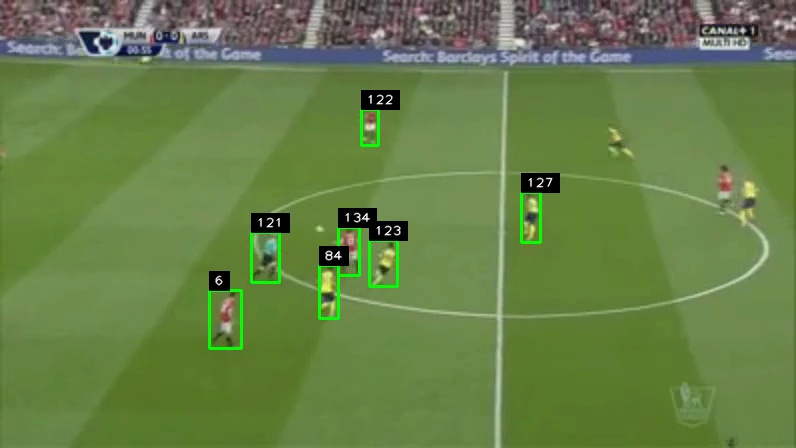 MUN 0-0 ARS
00:55
CANAL+ 1
MULTI HD
Search: Barclays Spirit of the Game
Search: Barclays Spirit of the Game
Sea
122
127
134
121
123
84
6